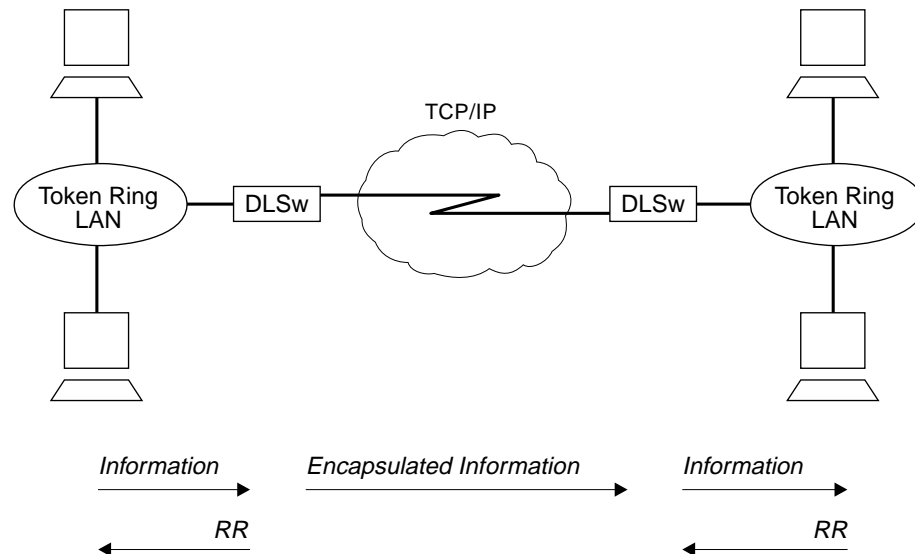 TCP/IP
Token Ring
LAN
DLSw
DLSw
Token Ring
LAN
Information
Encapsulated Information
Information
RR
RR